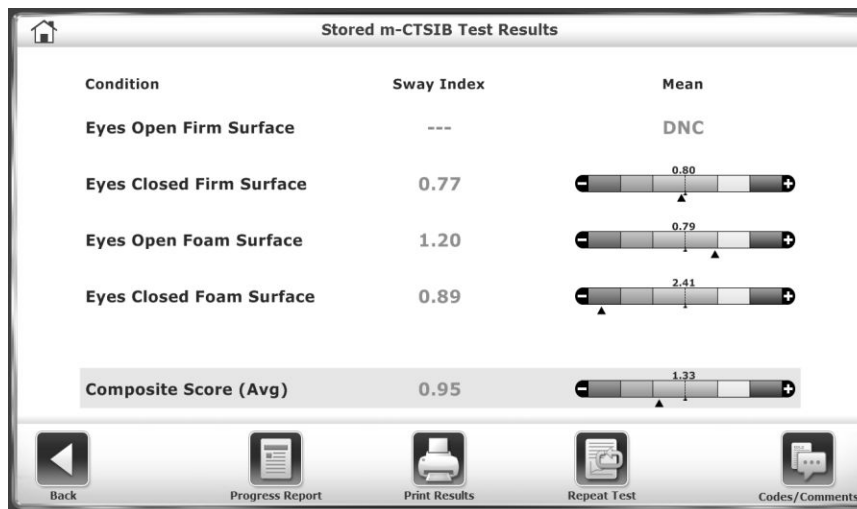 Stored m-CTSIB Test Results
Condition Sway Index Mean
Eyes Open Firm Surface --- DNC
0.80
Eyes Closed Firm Surface 0.77
0.79
Eyes Open Foam Surface 1.20
2.41
Eyes Closed Foam Surface 0.89
1.33
Composite Score (Avg) 0.95
Back Progress Report Print Results Repeat Test Codes/Comments